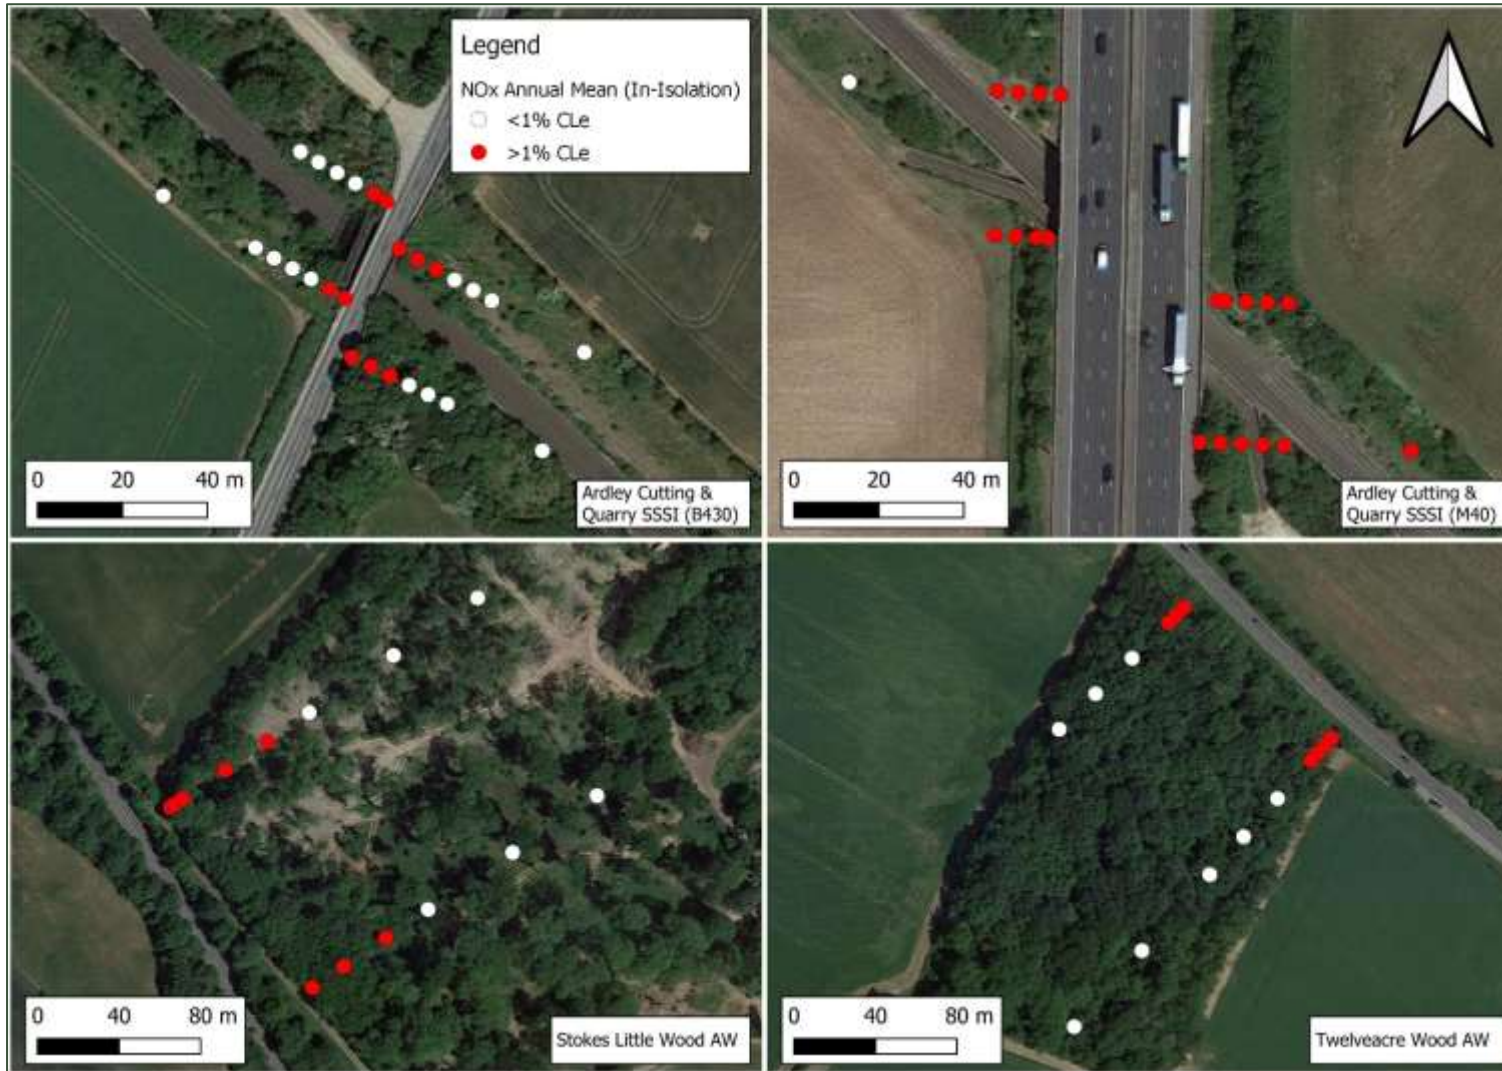 Legend
NOx Annual Mean (In-Isolation)
<1% CLe
>1% CLe
0 20 40 m
Ardley Cutting &
Quarry SSSI (B430)
0 20 40 m
Ardley Cutting &
Quarry SSSI (M40)
0 40 80 m
Stokes Little Wood AW
0 40 80 m
Twelveacre Wood AW